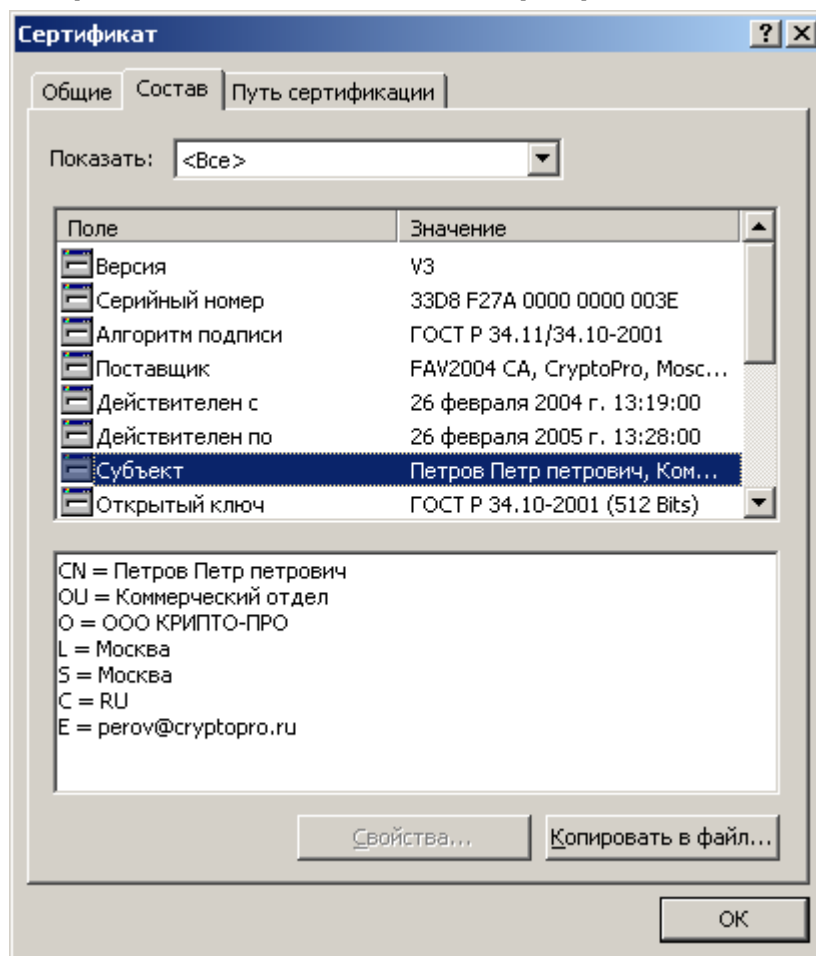 Сертификат
Общие Состав Путь сертификации
Показать: <Все>
Поле Значение
Версия V3
Серийный номер 33D8 F27A 0000 0000 003E
Алгоритм подписи ГОСТ Р 34.11/34.10-2001
Поставщик FAV2004 CA, CryptoPro, Mosc...
Действителен с 26 февраля 2004 г. 13:19:00
Действителен по 26 февраля 2005 г. 13:28:00
Субъект Петров Петр петрович, Ком...
Открытый ключ ГОСТ Р 34.10-2001 (512 Bits)
CN = Петров Петр петрович
OU = Коммерческий отдел
O = ООО КРИПТО-ПРО
L = Москва
S = Москва
C = RU
E = perov@cryptopro.ru
Свойства... Копировать в файл...
ОК